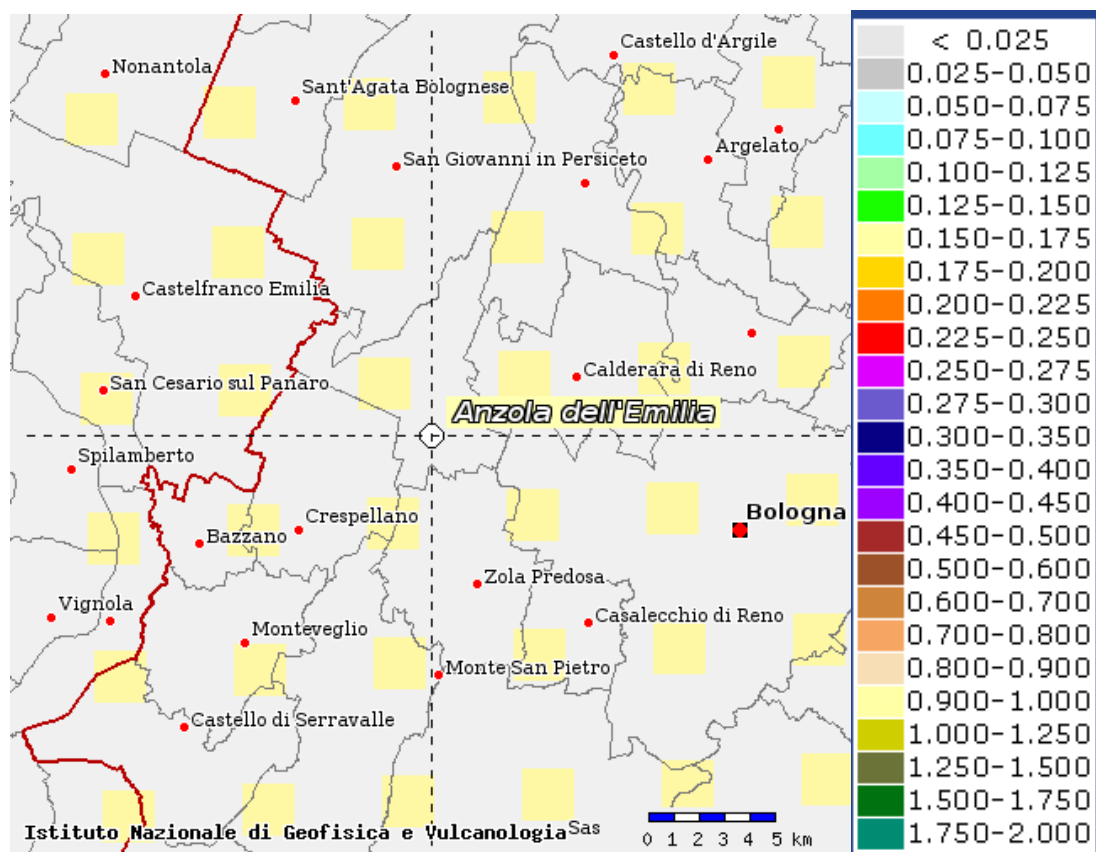 Castello d'Argile
Nonantola
Sant'Agata Bolognese
Argelato
San Giovanni in Persiceto
Castelfranco Emilia
Calderara di Reno
San Cesario sul Panaro
Anzola dell'Emilia
Spilamberto
Bologna
Crespellano
Bazzano
Zola Predosa
Vignola
Casalecchio di Reno
Monteveglio
Monte San Pietro
Castello di Serravalle
Sas
Istituto Nazionale di Geofisica e Vulcanologia
0 1 2 3 4 5 km
< 0.025
0.025-0.050
0.050-0.075
0.075-0.100
0.100-0.125
0.125-0.150
0.150-0.175
0.175-0.200
0.200-0.225
0.225-0.250
0.250-0.275
0.275-0.300
0.300-0.350
0.350-0.400
0.400-0.450
0.450-0.500
0.500-0.600
0.600-0.700
0.700-0.800
0.800-0.900
0.900-1.000
1.000-1.250
1.250-1.500
1.500-1.750
1.750-2.000